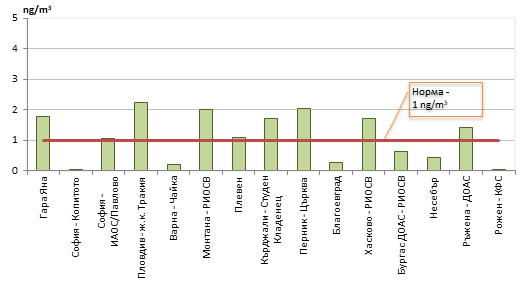 ng/m³
5
4
3
2
1
0
Норма -
1 ng/m³
Гара Яна
София - Копитото
София -
ИАОС/Павлово
Пловдив - ж.к. Тракия
Варна - Чайка
Монтана - РИОСВ
Плевен
Кърджали - Студен
Кладенец
Перник - Църква
Благоевград
Хасково - РИОСВ
Бургас ДОАС - РИОСВ
Несебър
Ръжена - ДОАС
Рожен - КФС